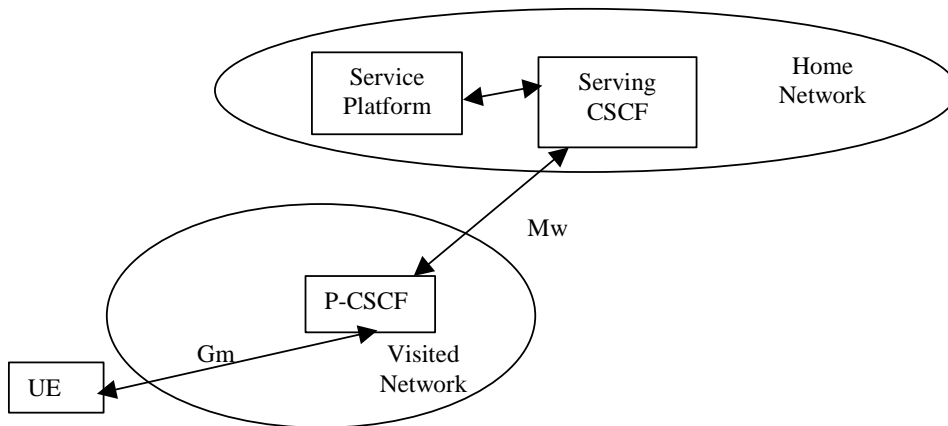 Service
Platform
Serving
CSCF
Home
Network
Mw
P-CSCF
Gm
Visited
Network
UE